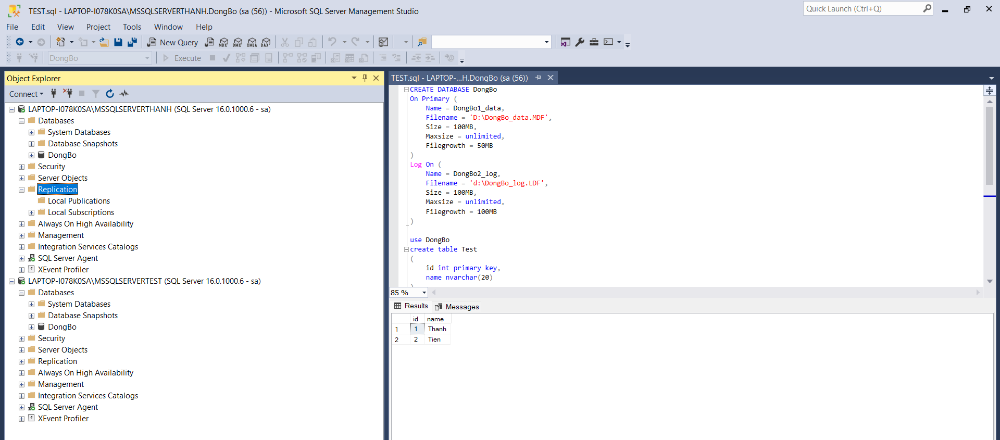 TEST.sql - LAPTOP-I078K0SA\MSSQLSERVERTHANH.DongBo (sa (56)) - Microsoft SQL Server Management Studio
Quick Launch (Ctrl+Q)
File Edit View Project Tools Window Help
New Query MDX DMX XMLA DAX
DongBo Execute
Object Explorer
Connect
LAPTOP-I078K0SA\MSSQLSERVERTHANH (SQL Server 16.0.1000.6 - sa)
Databases
System Databases
Database Snapshots
DongBo
Security
Server Objects
Replication
Local Publications
Local Subscriptions
Always On High Availability
Management
Integration Services Catalogs
SQL Server Agent
XEvent Profiler
LAPTOP-I078K0SA\MSSQLSERVERTEST (SQL Server 16.0.1000.6 - sa)
Databases
System Databases
Database Snapshots
DongBo
Security
Server Objects
Replication
Always On High Availability
Management
Integration Services Catalogs
SQL Server Agent
XEvent Profiler
TEST.sql - LAPTOP-...H.DongBo (sa (56))
CREATE DATABASE DongBo
On Primary (
Name = DongBo1_data,
Filename = 'D:\DongBo_data.MDF',
Size = 100MB,
Maxsize = unlimited,
Filegrowth = 50MB
)
Log On (
Name = DongBo2_log,
Filename = 'd:\DongBo_log.LDF',
Size = 100MB,
Maxsize = unlimited,
Filegrowth = 100MB
)
use DongBo
create table Test
(
id int primary key,
name nvarchar(20)
)
85 %
Results Messages
id name
1 1 Thanh
2 2 Tien